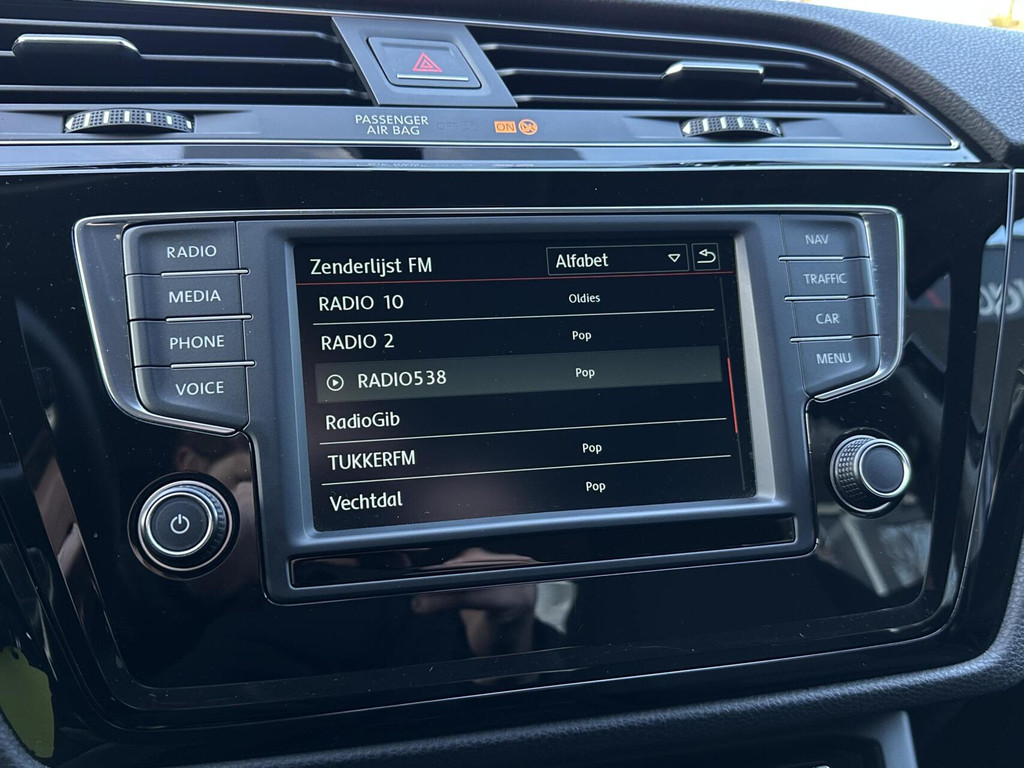 PASSENGER
AIR BAG
ON
RADIO
MEDIA
PHONE
VOICE
Zenderlijst FM
Alfabet
RADIO 10 Oldies
RADIO 2 Pop
RADIO538 Pop
RadioGib
TUKKERFM Pop
Vechtdal Pop
NAV
TRAFFIC
CAR
MENU